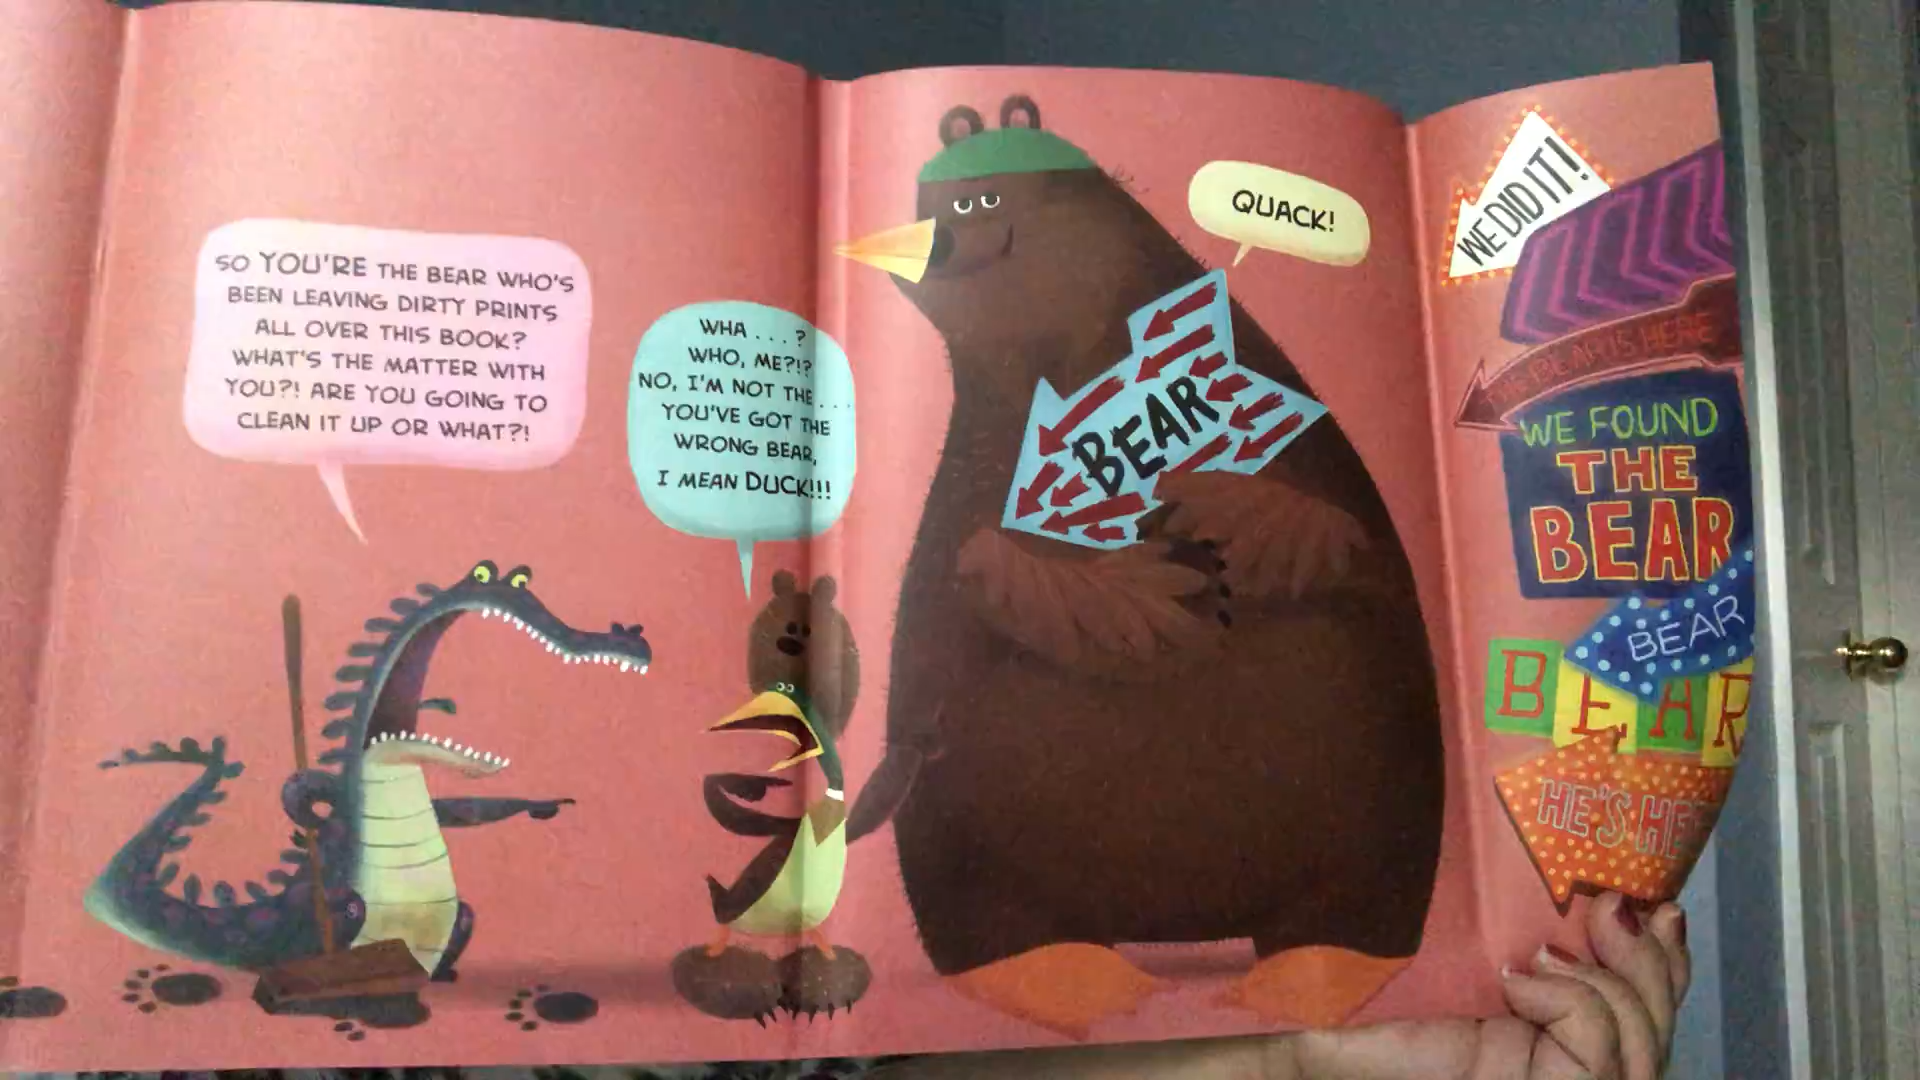 SO YOU'RE THE BEAR WHO'S
BEEN LEAVING DIRTY PRINTS
ALL OVER THIS BOOK?
WHAT'S THE MATTER WITH
YOU?! ARE YOU GOING TO
CLEAN IT UP OR WHAT?!
WHA . . . ?
WHO, ME?!?
NO, I'M NOT THE . . .
YOU'VE GOT THE
WRONG BEAR,
I MEAN DUCK!!!
QUACK!
BEAR
WE DID IT!
THE BEAR IS HERE
WE FOUND
THE
BEAR
BEAR
BEAR
HE'S HE